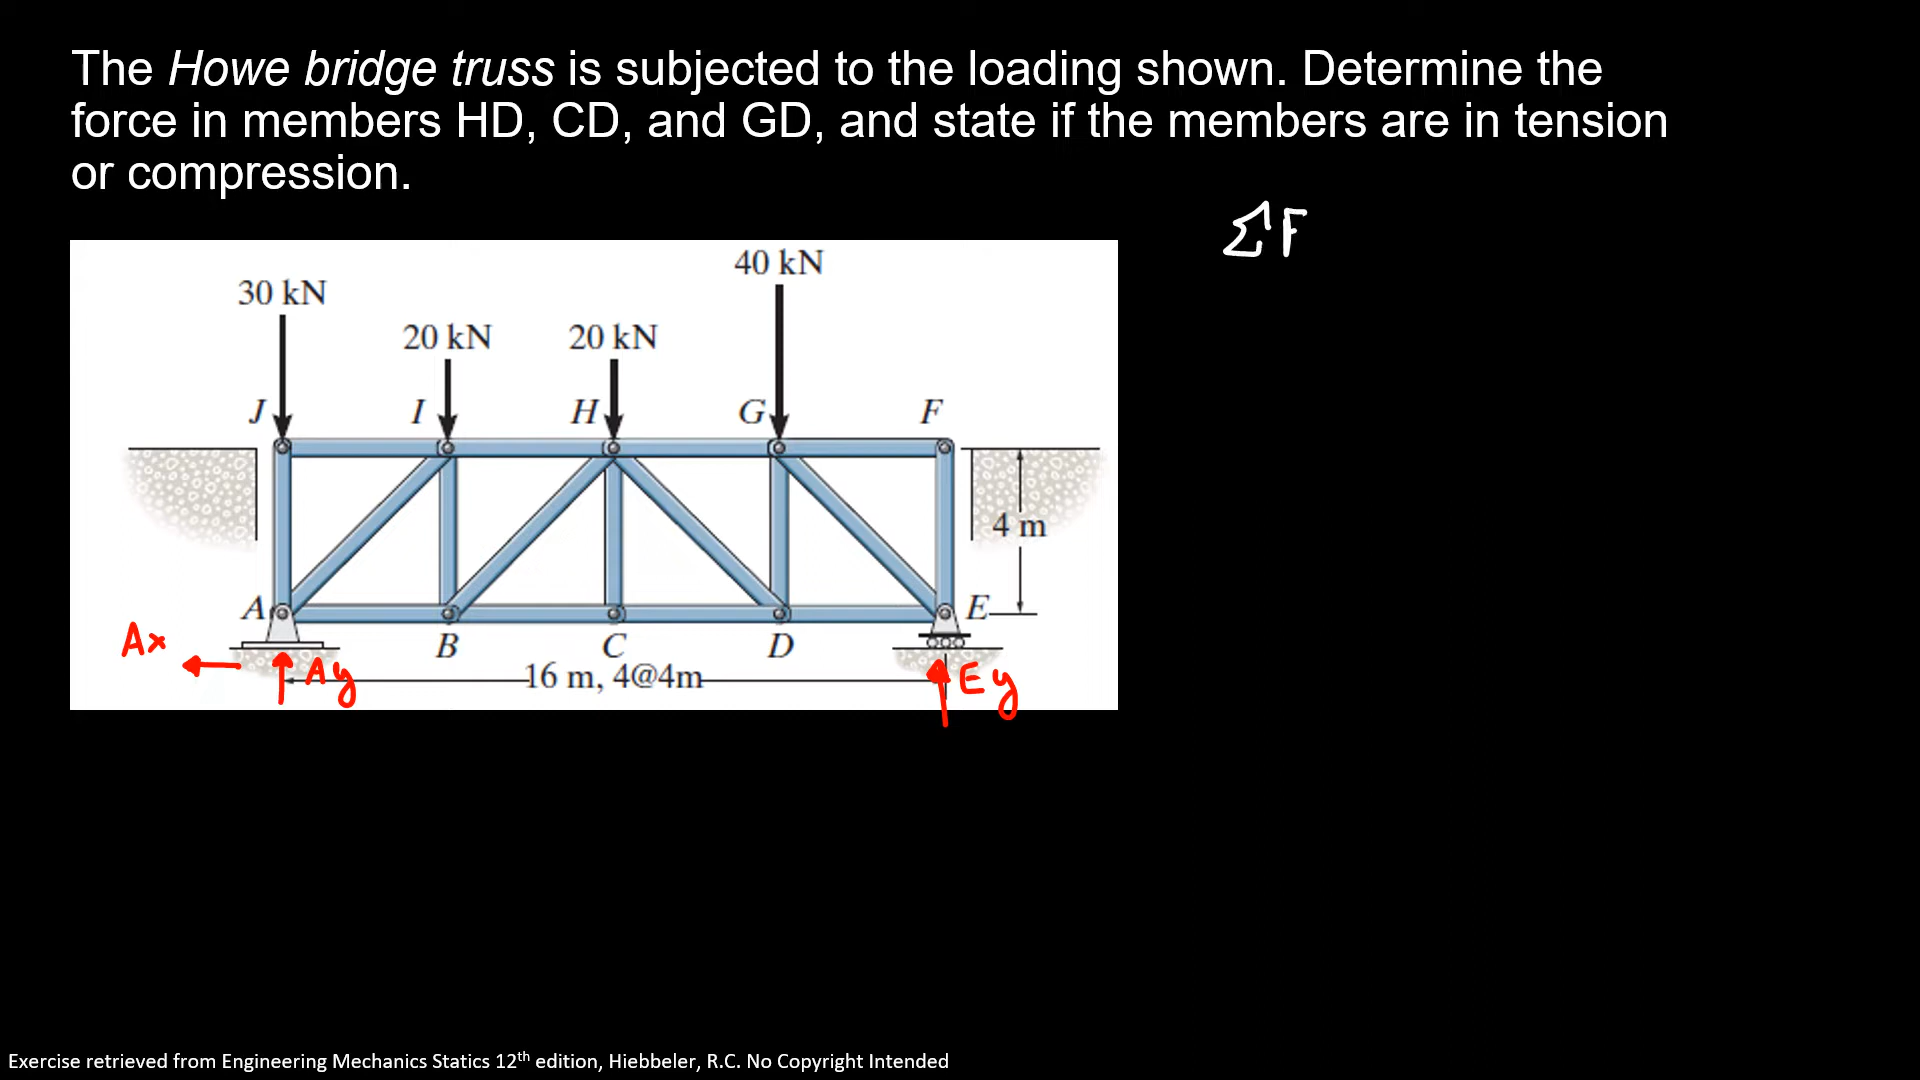 The Howe bridge truss is subjected to the loading shown. Determine the
force in members HD, CD, and GD, and state if the members are in tension
or compression.
ΣF
40 kN
30 kN
20 kN 20 kN
J I H G F
4 m
A E
Ax B C D
Ay 16 m, 4@4m Ey
Exercise retrieved from Engineering Mechanics Statics 12th edition, Hiebbeler, R.C. No Copyright Intended